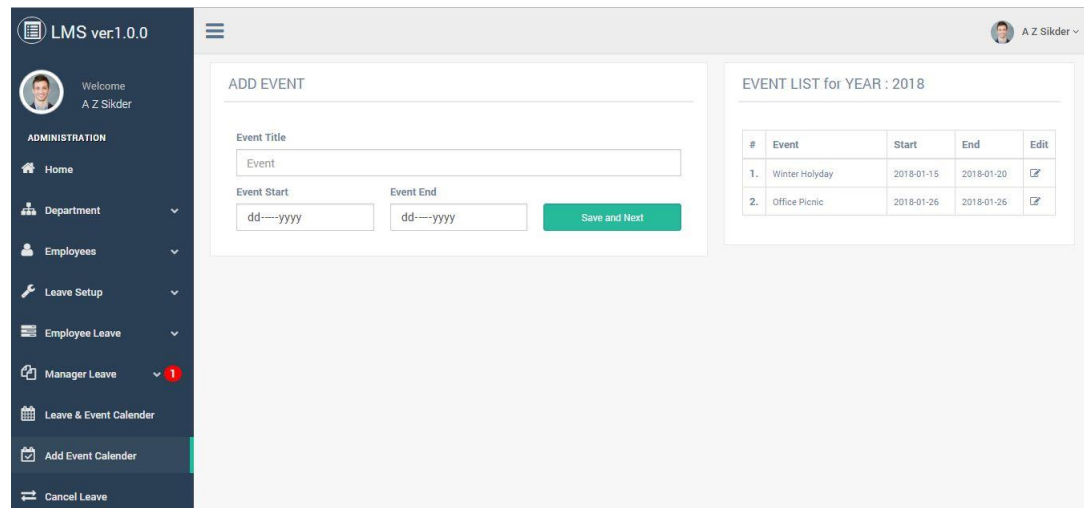 LMS ver.1.0.0
A Z Sikder
Welcome
A Z Sikder
ADMINISTRATION
Home
Department
Employees
Leave Setup
Employee Leave
Manager Leave 1
Leave & Event Calender
Add Event Calender
Cancel Leave
ADD EVENT
Event Title
Event
Event Start Event End
dd----yyyy dd----yyyy Save and Next
EVENT LIST for YEAR : 2018
# Event Start End Edit
1. Winter Holyday 2018-01-15 2018-01-20
2. Office Picnic 2018-01-26 2018-01-26